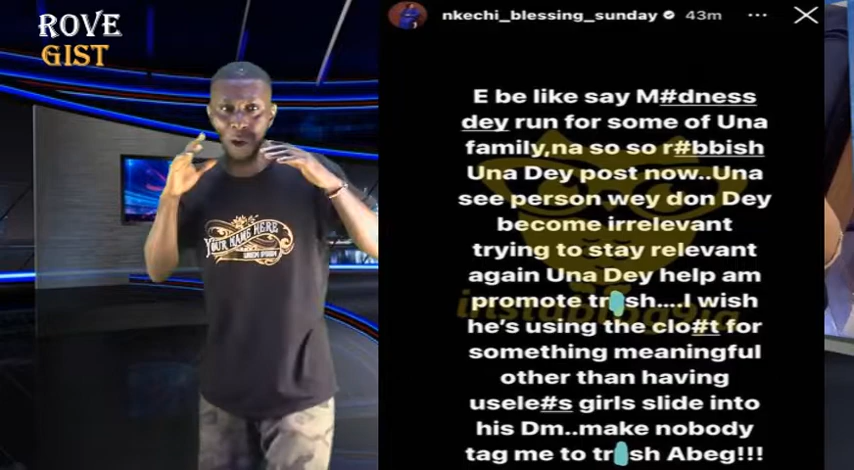 ROVE
GIST
YOUR NAME HERE
nkechi_blessing_sunday 43m
E be like say M#dness
dey run for some of Una
family,na so so r#bbish
Una Dey post now..Una
see person wey don Dey
become irrelevant
trying to stay relevant
again Una Dey help am
promote tr sh....I wish
he's using the clo#t for
something meaningful
other than having
usele#s girls slide into
his Dm..make nobody
tag me to tr sh Abeg!!!
instablog9ja